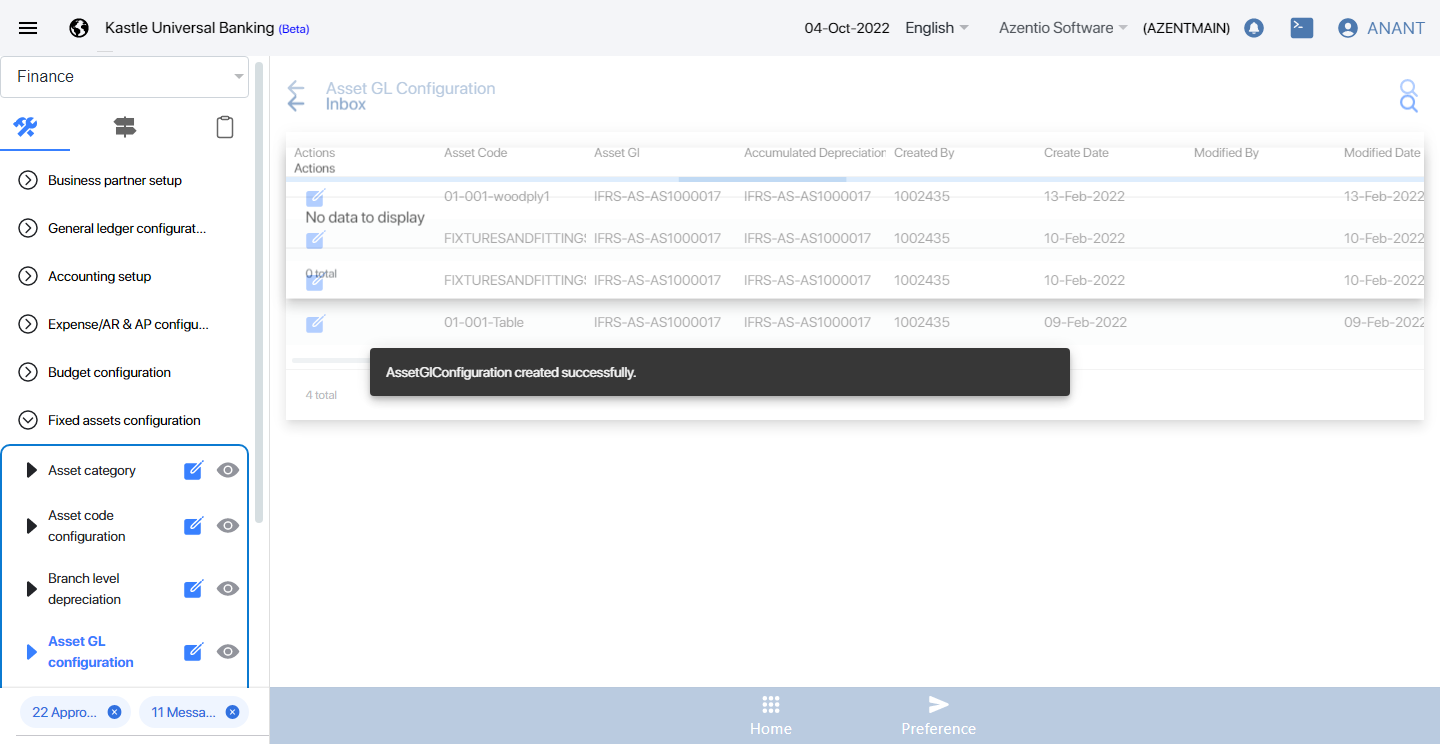 Kastle Universal Banking (Beta)
04-Oct-2022
English
Azentio Software
(AZENTMAIN)
ANANT
Finance
Business partner setup
General ledger configurat...
Accounting setup
Expense/AR & AP configu...
Budget configuration
Fixed assets configuration
Asset category
Asset code
configuration
Branch level
depreciation
Asset GL
configuration
22 Appro...
11 Messa...
Asset GL Configuration
Inbox
Actions Asset Code Asset Gl Accumulated Depreciation Created By Create Date Modified By Modified Date
Actions
01-001-woodply1 IFRS-AS-AS1000017 IFRS-AS-AS1000017 1002435 13-Feb-2022 13-Feb-2022
No data to display
FIXTURESANDFITTINGS IFRS-AS-AS1000017 IFRS-AS-AS1000017 1002435 10-Feb-2022 10-Feb-2022
0 total
FIXTURESANDFITTINGS IFRS-AS-AS1000017 IFRS-AS-AS1000017 1002435 10-Feb-2022 10-Feb-2022
01-001-Table IFRS-AS-AS1000017 IFRS-AS-AS1000017 1002435 09-Feb-2022 09-Feb-2022
AssetGlConfiguration created successfully.
4 total
Home
Preference